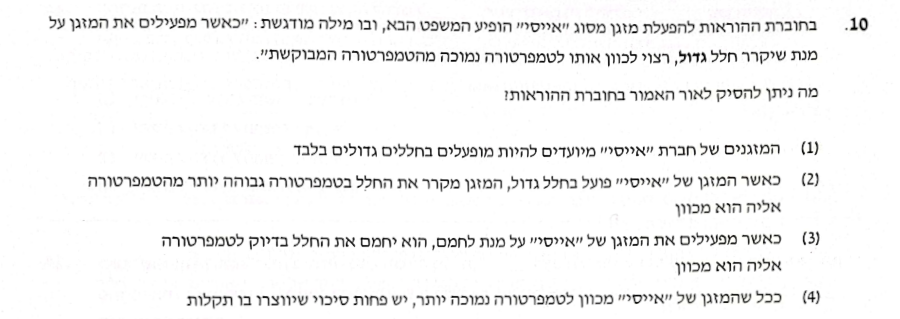 10. בחוברת ההוראות להפעלת מזגן מסוג "אייסי" הופיע המשפט הבא, ובו מילה מודגשת: "כאשר מפעילים את המזגן על
מנת שיקרר חלל גדול, רצוי לכוון אותו לטמפרטורה נמוכה מהטמפרטורה המבוקשת".
מה ניתן להסיק לאור האמור בחוברת ההוראות?
(1) המזגנים של חברת "אייסי" מיועדים להיות מופעלים בחללים גדולים בלבד
(2) כאשר המזגן של "אייסי" פועל בחלל גדול, המזגן מקרר את החלל בטמפרטורה גבוהה יותר מהטמפרטורה
אליה הוא מכוון
(3) כאשר מפעילים את המזגן של "אייסי" על מנת לחמם, הוא יחמם את החלל בדיוק לטמפרטורה
אליה הוא מכוון
(4) ככל שהמזגן של "אייסי" מכוון לטמפרטורה נמוכה יותר, יש פחות סיכוי שיווצרו בו תקלות